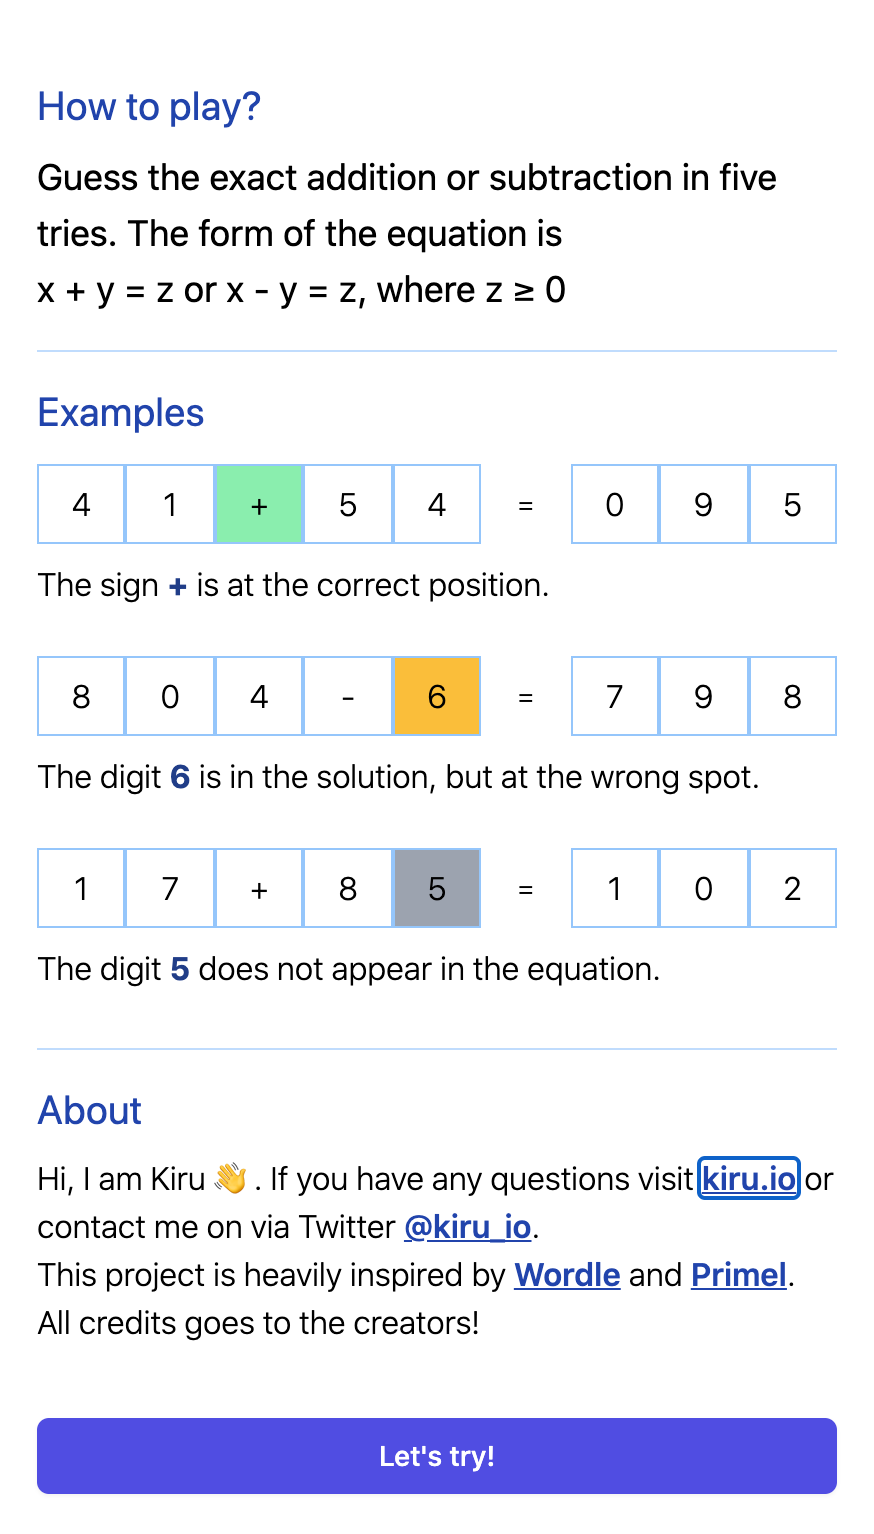 How to play?
Guess the exact addition or subtraction in five
tries. The form of the equation is
x + y = z or x - y = z, where z ≥ 0
Examples
4 1 + 5 4 = 0 9 5
The sign + is at the correct position.
8 0 4 - 6 = 7 9 8
The digit 6 is in the solution, but at the wrong spot.
1 7 + 8 5 = 1 0 2
The digit 5 does not appear in the equation.
About
Hi, I am Kiru 👋 . If you have any questions visit kiru.io or
contact me on via Twitter @kiru_io.
This project is heavily inspired by Wordle and Primel.
All credits goes to the creators!
Let's try!